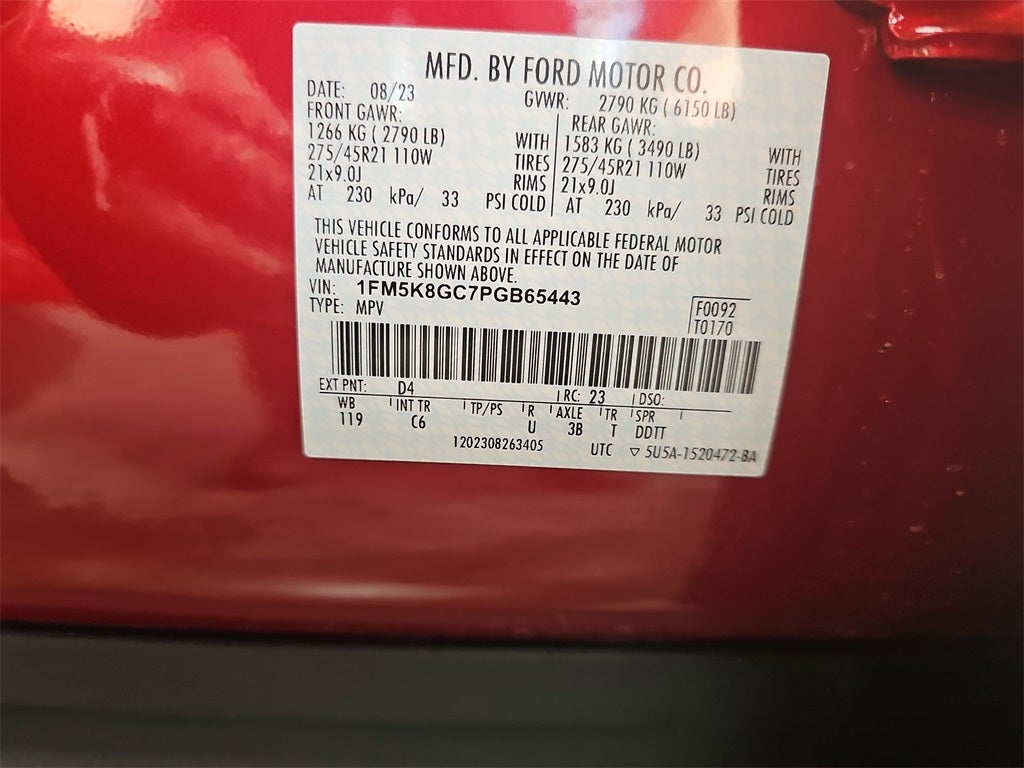 MFD. BY FORD MOTOR CO.
DATE: 08/23 GVWR: 2790 KG ( 6150 LB)
FRONT GAWR: REAR GAWR:
1266 KG ( 2790 LB) WITH 1583 KG ( 3490 LB) WITH
275/45R21 110W TIRES 275/45R21 110W TIRES
21x9.0J RIMS 21x9.0J RIMS
AT 230 kPa/ 33 PSI COLD AT 230 kPa/ 33 PSI COLD
THIS VEHICLE CONFORMS TO ALL APPLICABLE FEDERAL MOTOR
VEHICLE SAFETY STANDARDS IN EFFECT ON THE DATE OF
MANUFACTURE SHOWN ABOVE.
VIN: 1FM5K8GC7PGB65443
TYPE: MPV
F0092
T0170
EXT PNT: D4 RC: 23 DSO:
WB INT TR TP/PS R AXLE TR SPR
119 C6 U 3B T DDTT
1202308263405 UTC ▽ 5U5A-1520472-BA